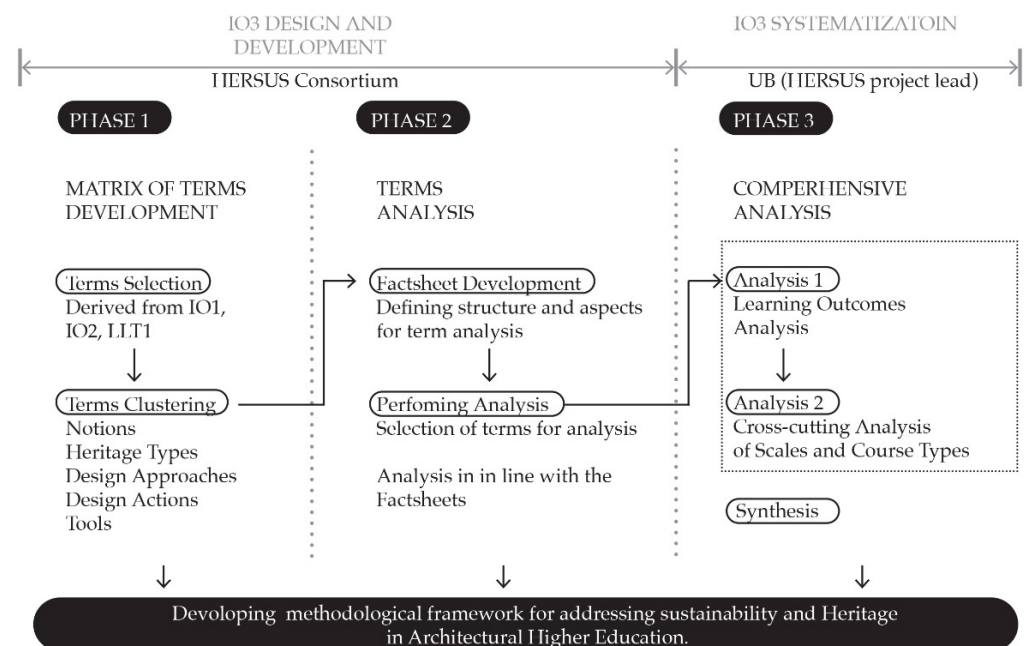 IO3 DESIGN AND
DEVELOPMENT
IO3 SYSTEMATIZATOIN
HERSUS Consortium
UB (HERSUS project lead)
PHASE 1
MATRIX OF TERMS
DEVELOPMENT
Terms Selection
Derived from IO1,
IO2, LLT1
Terms Clustering
Notions
Heritage Types
Design Approaches
Design Actions
Tools
PHASE 2
TERMS
ANALYSIS
Factsheet Development
Defining structure and aspects
for term analysis
Perfoming Analysis
Selection of terms for analysis
Analysis in in line with the
Factsheets
PHASE 3
COMPERHENSIVE
ANALYSIS
Analysis 1
Learning Outcomes
Analysis
Analysis 2
Cross-cutting Analysis
of Scales and Course Types
Synthesis
Devoloping methodological framework for addressing sustainability and Heritage
in Architectural Higher Education.